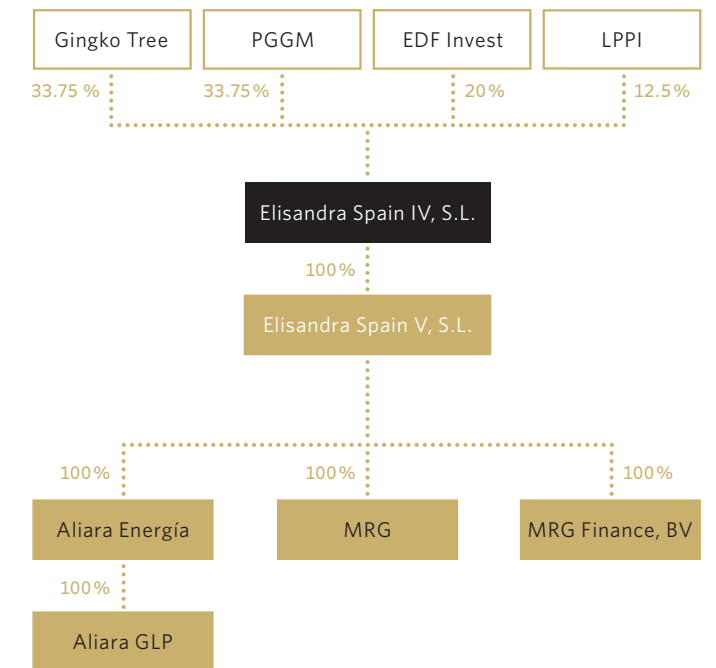 Gingko Tree
PGGM
EDF Invest
LPPI
33.75 %
33.75%
20%
12.5%
Elisandra Spain IV, S.L.
100%
Elisandra Spain V, S.L.
100%
100%
100%
Aliara Energía
MRG
MRG Finance, BV
100%
Aliara GLP